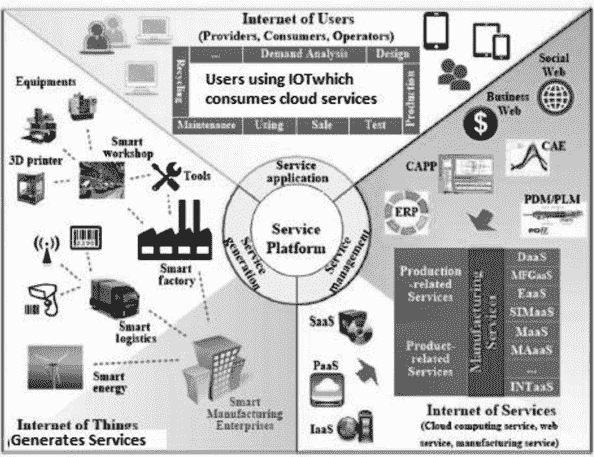 Internet of Users
(Providers, Consumers, Operators)
...
Demand Analysis
Design
Recycling
Users using IOTwhich
consumes cloud services
Production
Maintenance
Using
Sale
Test
Equipments
3D printer
Smart
workshop
Tools
Smart
factory
Smart
logistics
Smart
energy
Smart
Manufacturing
Enterprises
Internet of Things
Generates Services
Service
application
Service
Platform
Service
generation
Service
management
Social
Web
Business
Web
$
CAE
CAPP
ERP
PDM/PLM
Production
-related
Services
Product-
related
Services
Manufacturing
Service
DaaS
MFGaaS
EaaS
SIMaaS
MaaS
MAaaS
...
INTaaS
SaaS
PaaS
IaaS
Internet of Services
(Cloud computing service, web
service, manufacturing service)